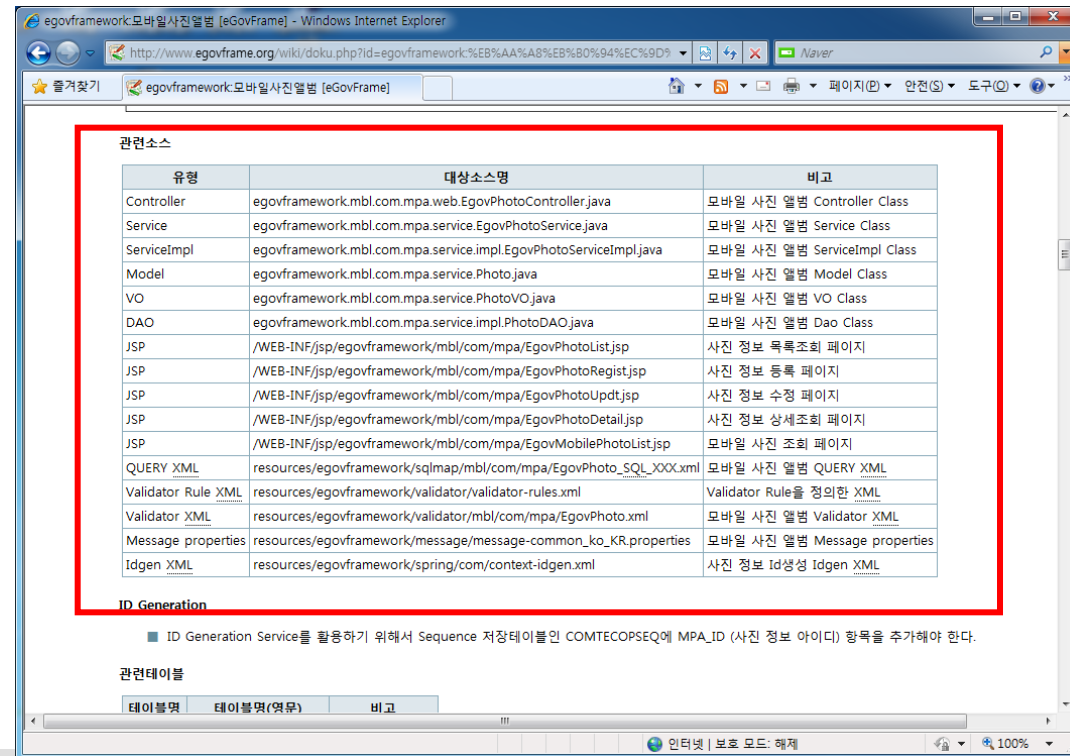 egovframework:모바일사진앨범 [eGovFrame] - Windows Internet Explorer
http://www.egovframe.org/wiki/doku.php?id=egovframework:%EB%AA%A8%EB%B0%94%EC%9D%
Naver
즐겨찾기
egovframework:모바일사진앨범 [eGovFrame]
페이지(P) 안전(S) 도구(O)
관련소스
유형 대상소스명 비고
Controller egovframework.mbl.com.mpa.web.EgovPhotoController.java 모바일 사진 앨범 Controller Class
Service egovframework.mbl.com.mpa.service.EgovPhotoService.java 모바일 사진 앨범 Service Class
ServiceImpl egovframework.mbl.com.mpa.service.impl.EgovPhotoServiceImpl.java 모바일 사진 앨범 ServiceImpl Class
Model egovframework.mbl.com.mpa.service.Photo.java 모바일 사진 앨범 Model Class
VO egovframework.mbl.com.mpa.service.PhotoVO.java 모바일 사진 앨범 VO Class
DAO egovframework.mbl.com.mpa.service.impl.PhotoDAO.java 모바일 사진 앨범 Dao Class
JSP /WEB-INF/jsp/egovframework/mbl/com/mpa/EgovPhotoList.jsp 사진 정보 목록조회 페이지
JSP /WEB-INF/jsp/egovframework/mbl/com/mpa/EgovPhotoRegist.jsp 사진 정보 등록 페이지
JSP /WEB-INF/jsp/egovframework/mbl/com/mpa/EgovPhotoUpdt.jsp 사진 정보 수정 페이지
JSP /WEB-INF/jsp/egovframework/mbl/com/mpa/EgovPhotoDetail.jsp 사진 정보 상세조회 페이지
JSP /WEB-INF/jsp/egovframework/mbl/com/mpa/EgovMobilePhotoList.jsp 모바일 사진 조회 페이지
QUERY XML resources/egovframework/sqlmap/mbl/com/mpa/EgovPhoto_SQL_XXX.xml 모바일 사진 앨범 QUERY XML
Validator Rule XML resources/egovframework/validator/validator-rules.xml Validator Rule을 정의한 XML
Validator XML resources/egovframework/validator/mbl/com/mpa/EgovPhoto.xml 모바일 사진 앨범 Validator XML
Message properties resources/egovframework/message/message-common_ko_KR.properties 모바일 사진 앨범 Message properties
Idgen XML resources/egovframework/spring/com/context-idgen.xml 사진 정보 Id생성 Idgen XML
ID Generation
ID Generation Service를 활용하기 위해서 Sequence 저장테이블인 COMTECOPSEQ에 MPA_ID (사진 정보 아이디) 항목을 추가해야 한다.
관련테이블
테이블명 테이블명(영문) 비고
인터넷 | 보호 모드: 해제 100%